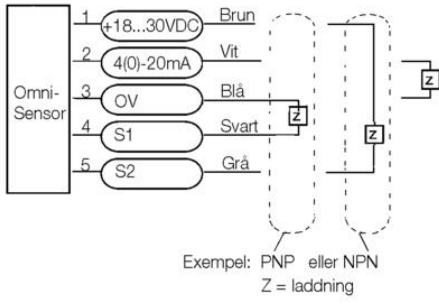 Omni-
Sensor
1 +18...30VDC Brun
2 4(0)-20mA Vit
3 OV Blå
4 S1 Svart
5 S2 Grå
Z
Z
Z
Exempel: PNP eller NPN
Z = laddning